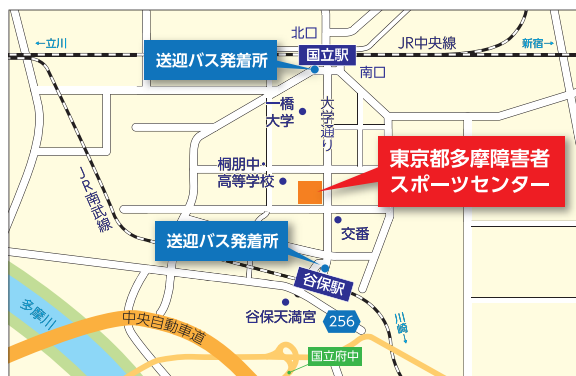 北口
←立川
JR中央線
新宿→
国立駅
送迎バス発着所
南口
一橋
大学
大学通り
東京都多摩障害者
スポーツセンター
桐朋中・
高等学校
JR南武線
交番
送迎バス発着所
谷保駅
谷保天満宮
256
川崎→
多摩川
中央自動車道
国立府中